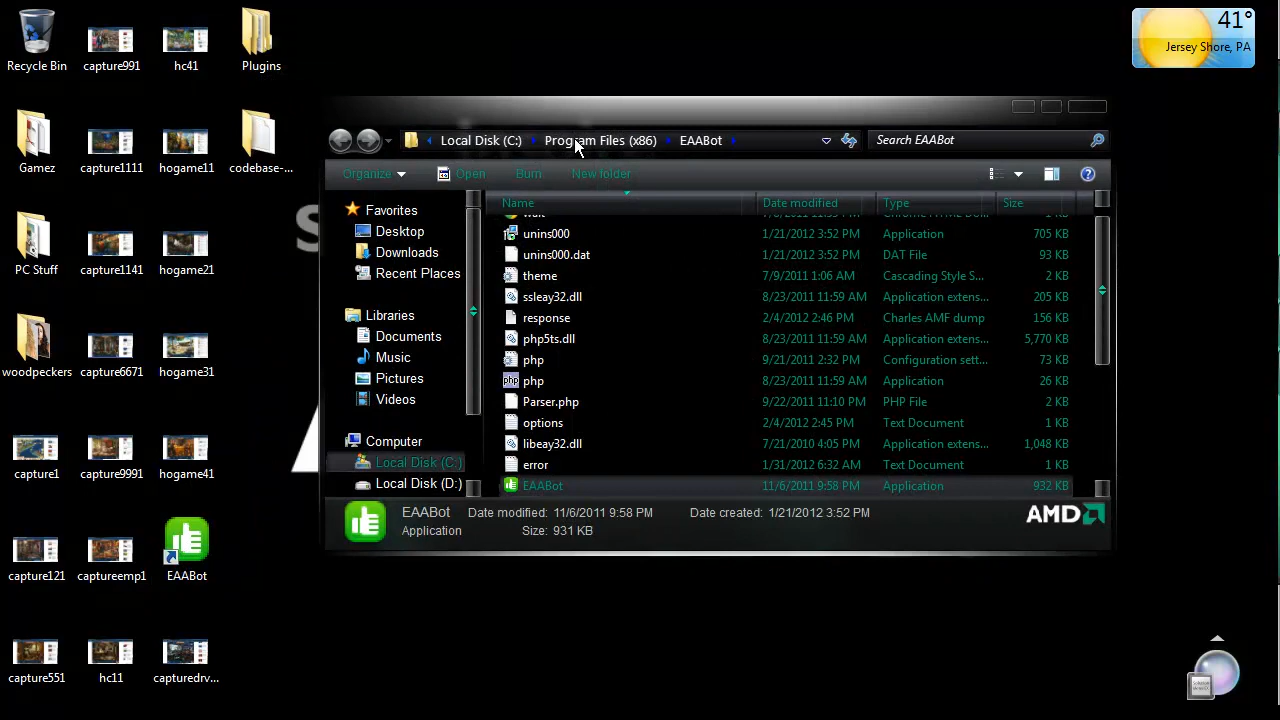 Recycle Bin
capture991
hc41
Plugins
41°
Jersey Shore, PA
Gamez
capture1111
hogame11
codebase-...
PC Stuff
capture1141
hogame21
woodpeckers
capture6671
hogame31
capture1
capture9991
hogame41
capture121
captureemp1
EAABot
capture551
hc11
capturedrv...
S
Local Disk (C:)
Program Files (x86)
EAABot
Search EAABot
Organize
Open
Burn
New folder
Favorites
Desktop
Downloads
Recent Places
Libraries
Documents
Music
Pictures
Videos
Computer
Local Disk (C:)
Local Disk (D:)
Name Date modified Type Size
unins000 1/21/2012 3:52 PM Application 705 KB
unins000.dat 1/21/2012 3:52 PM DAT File 93 KB
theme 7/9/2011 1:06 AM Cascading Style S... 2 KB
ssleay32.dll 8/23/2011 11:59 AM Application extens... 205 KB
response 2/4/2012 2:46 PM Charles AMF dump 156 KB
php5ts.dll 8/23/2011 11:59 AM Application extens... 5,770 KB
php 9/21/2011 2:32 PM Configuration sett... 73 KB
php php 8/23/2011 11:59 AM Application 26 KB
Parser.php 9/22/2011 11:10 PM PHP File 2 KB
options 2/4/2012 2:45 PM Text Document 1 KB
libeay32.dll 7/21/2010 4:05 PM Application extens... 1,048 KB
error 1/31/2012 6:32 AM Text Document 1 KB
EAABot 11/6/2011 9:58 PM Application 932 KB
EAABot Date modified: 11/6/2011 9:58 PM Date created: 1/21/2012 3:52 PM
Application Size: 931 KB
AMD